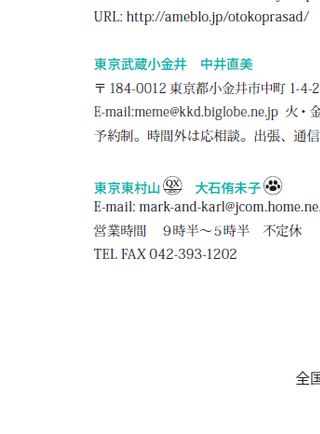 URL: http://ameblo.jp/otokoprasad/
東京武蔵小金井　中井直美
〒184-0012 東京都小金井市中町 1-4-2
E-mail:meme@kkd.biglobe.ne.jp 火・金
予約制。時間外は応相談。出張、通信
東京東村山 QX 大石侑未子
E-mail: mark-and-karl@jcom.home.ne.
営業時間　9時半～5時半　不定休
TEL FAX 042-393-1202
全国